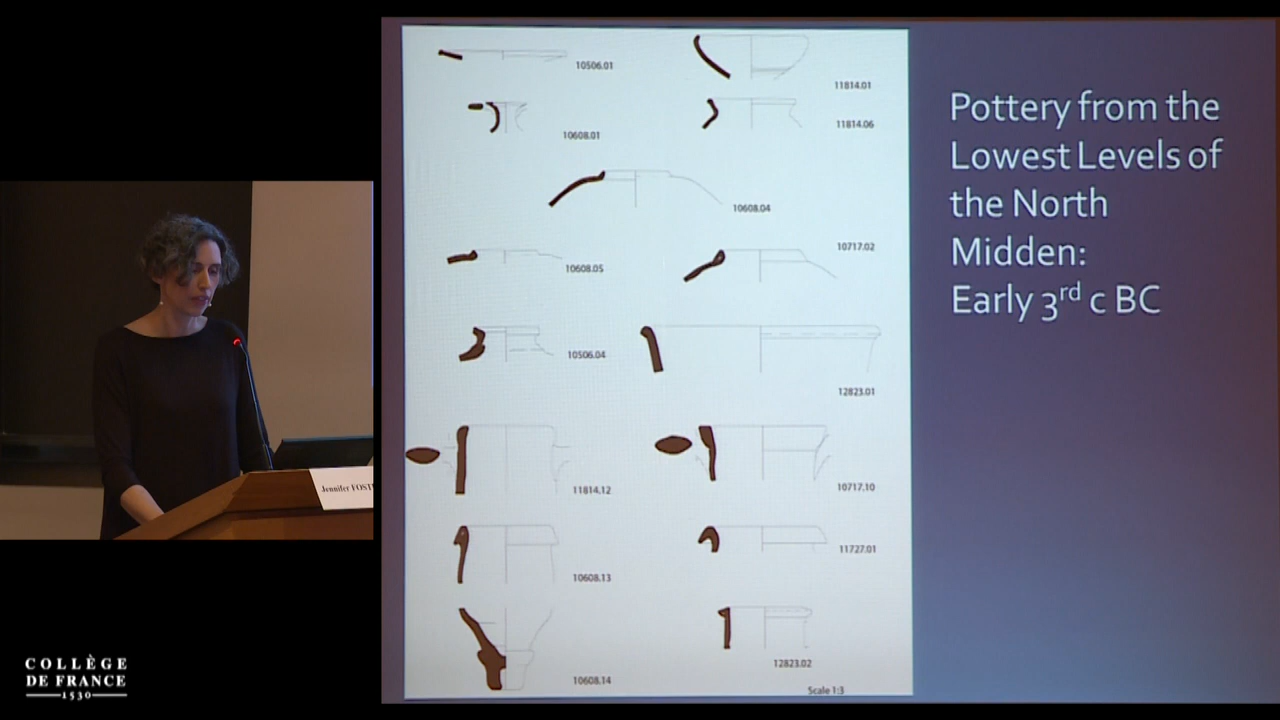 10506.01
11814.01
10608.01
11814.06
10608.04
10608.05
10717.02
10506.04
12823.01
11814.12
10717.10
10608.13
11727.01
10608.14
12823.02
Scale 1:3
Pottery from the
Lowest Levels of
the North
Midden:
Early 3rd c BC
Jennifer FOST
COLLÈGE
DE FRANCE
1530